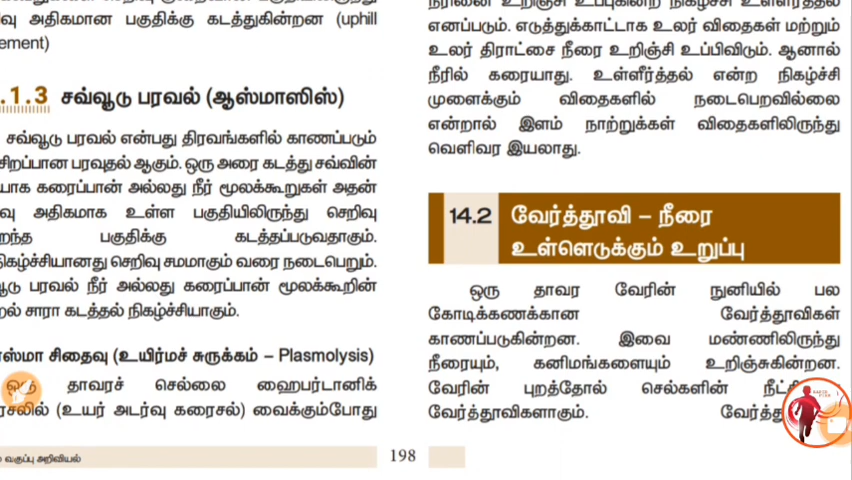 அதிகமான பகுதிக்கு கடத்துகின்றன (uphill
14.1.3 சவ்வூடு பரவல் (ஆஸ்மாஸிஸ்)
சவ்வூடு பரவல் என்பது திரவங்களில் காணப்படும்
சிறப்பான பரவுதல் ஆகும். ஒரு அரை கடத்து சவ்வின்
கரைப்பான் அல்லது நீர் மூலக்கூறுகள் அதன்
அதிகமாக உள்ள பகுதியிலிருந்து செறிவு
பகுதிக்கு கடத்தப்படுவதாகும்.
செறிவு சமமாகும் வரை நடைபெறும்.
பரவல் நீர் அல்லது கரைப்பான் மூலக்கூறின்
சாரா கடத்தல் நிகழ்ச்சியாகும்.
சிதைவு (உயிர்மச் சுருக்கம் – Plasmolysis)
ஒரு தாவரச் செல்லை ஹைபர்டானிக்
(உயர் அடர்வு கரைசல்) வைக்கும்போது
வகுப்பு அறிவியல்
198
எனப்படும். எடுத்துக்காட்டாக உலர் விதைகள் மற்றும்
உலர் திராட்சை நீரை உறிஞ்சி உப்பிவிடும். ஆனால்
நீரில் கரையாது. உள்ளீர்த்தல் என்ற நிகழ்ச்சி
முளைக்கும் விதைகளில் நடைபெறவில்லை
என்றால் இளம் நாற்றுக்கள் விதைகளிலிருந்து
வெளிவர இயலாது.
14.2 வேர்த்தூவி – நீரை
உள்ளெடுக்கும் உறுப்பு
ஒரு தாவர வேரின் நுனியில் பல
கோடிக்கணக்கான வேர்த்தூவிகள்
காணப்படுகின்றன. இவை மண்ணிலிருந்து
நீரையும், கனிமங்களையும் உறிஞ்சுகின்றன.
வேரின் புறத்தோல் செல்களின்
வேர்த்தூவிகளாகும்.